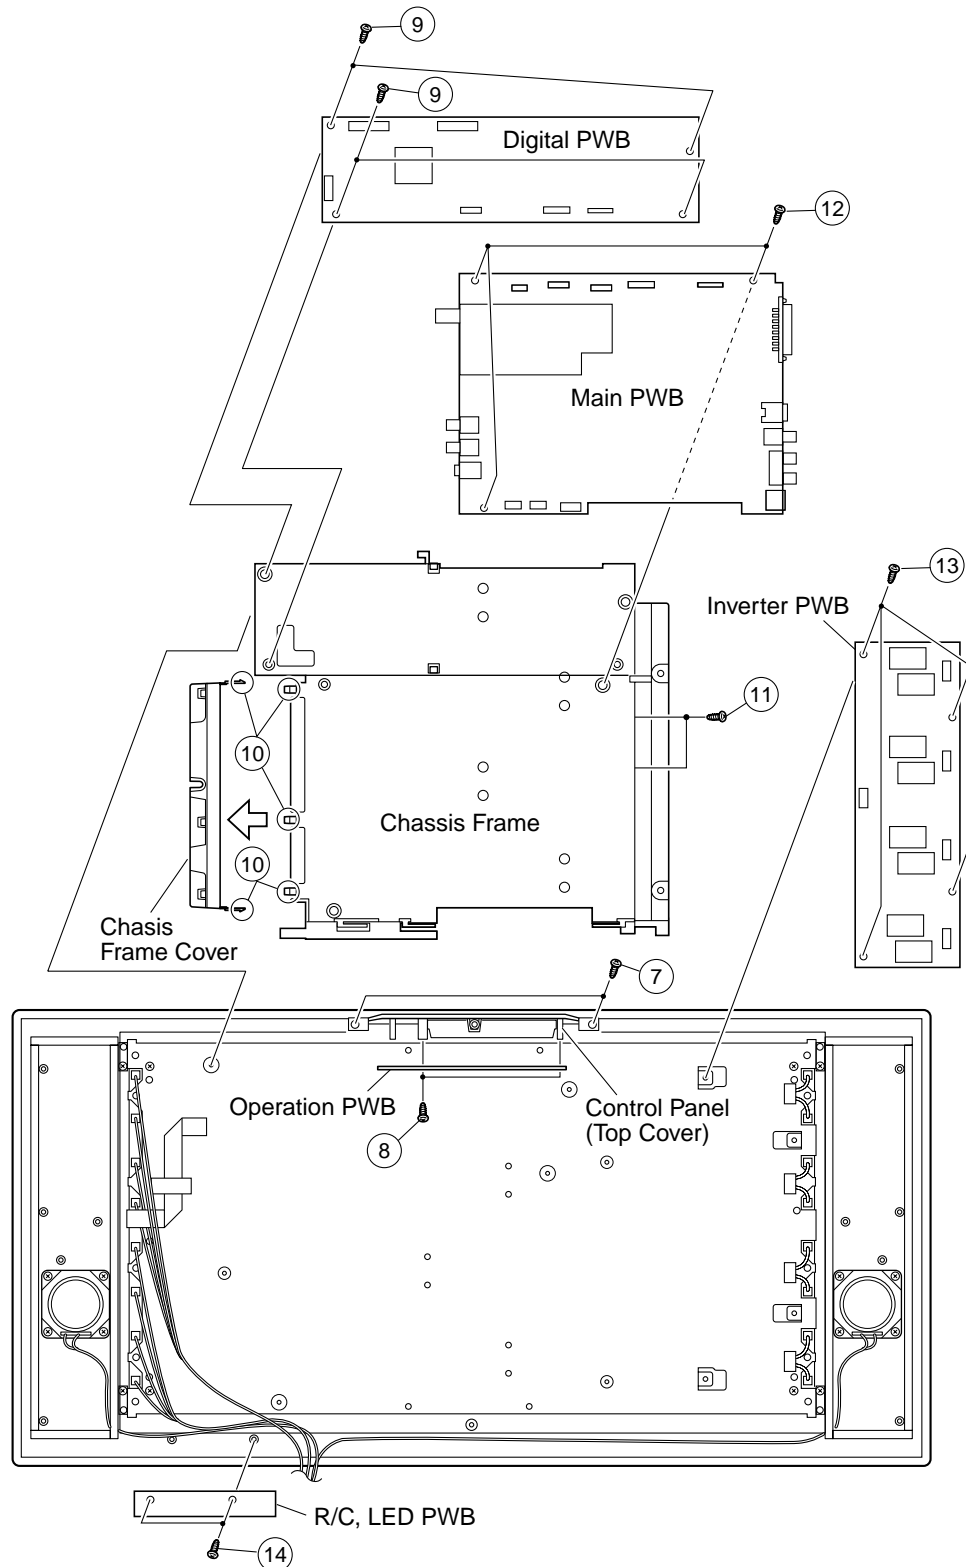 9
9
Digital PWB
12
Main PWB
13
Inverter PWB
11
10
Chassis Frame
10
Chasis
Frame Cover
7
Operation PWB
Control Panel
(Top Cover)
8
R/C, LED PWB
14